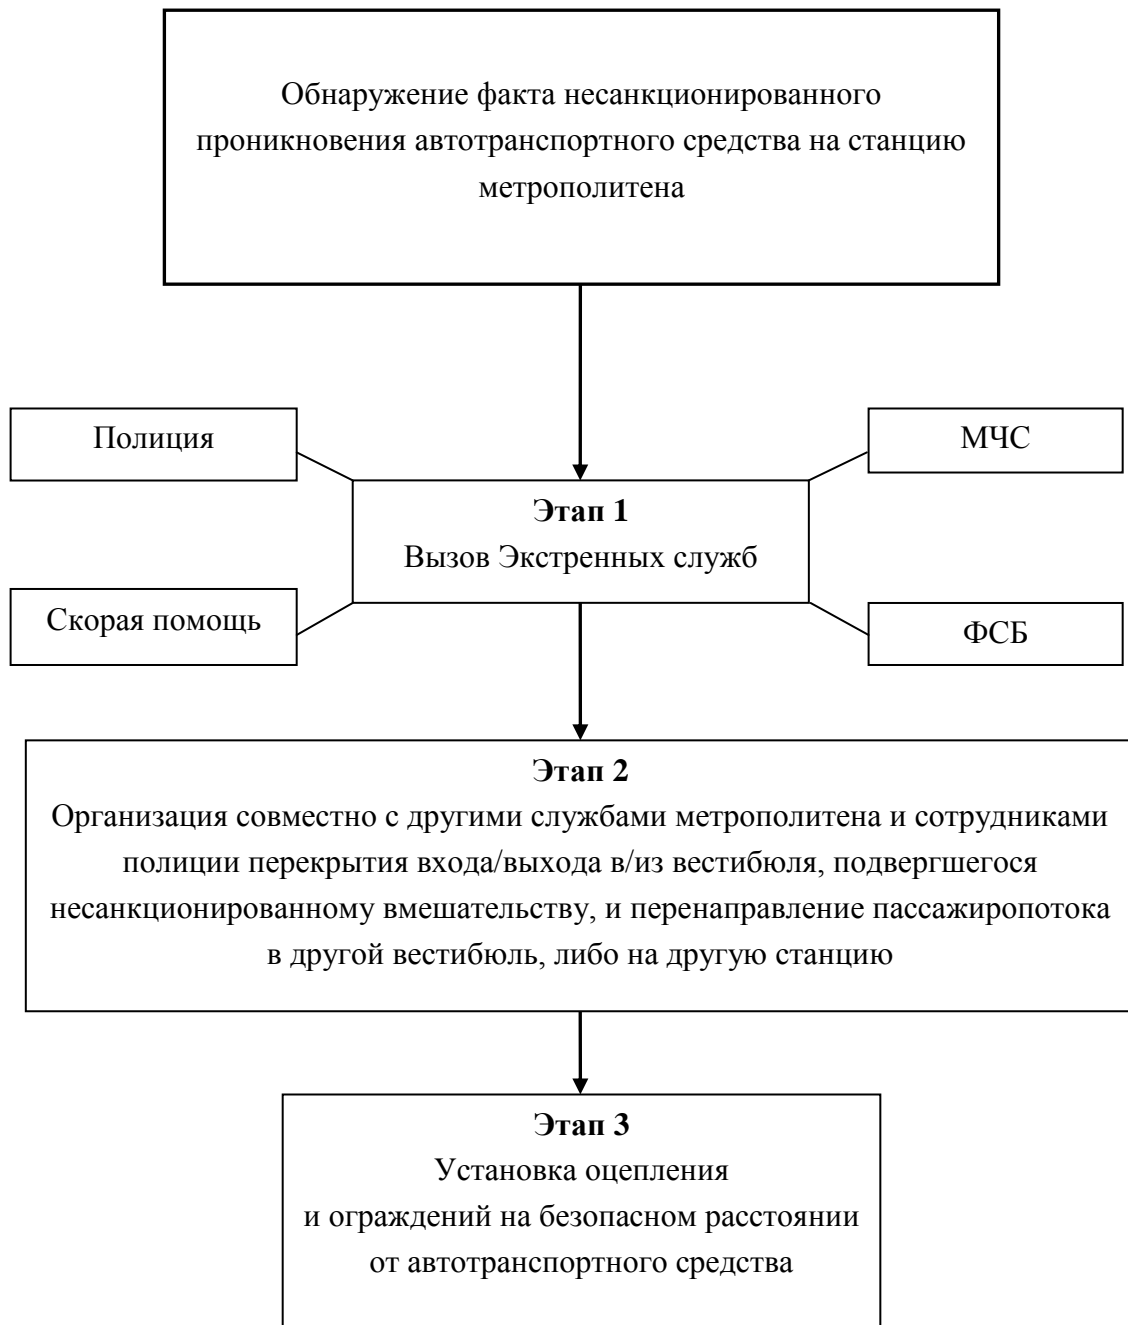 Обнаружение факта несанкционированного
проникновения автотранспортного средства на станцию
метрополитена
Полиция
МЧС
Этап 1
Вызов Экстренных служб
Скорая помощь
ФСБ
Этап 2
Организация совместно с другими службами метрополитена и сотрудниками
полиции перекрытия входа/выхода в/из вестибюля, подвергшегося
несанкционированному вмешательству, и перенаправление пассажиропотока
в другой вестибюль, либо на другую станцию
Этап 3
Установка оцепления
и ограждений на безопасном расстоянии
от автотранспортного средства